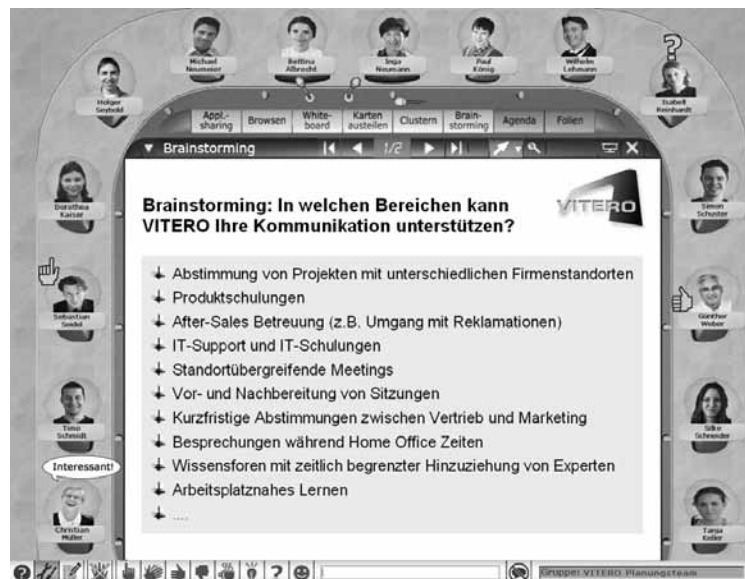 Michael
Neumeier
Bettina
Albrecht
Inga
Neumann
Paul
König
Wilhelm
Lehmann
?
Holger
Seybold
Isabell
Reinhardt
Appl.-
sharing
Browsen
White-
board
Karten
austeilen
Clustern
Brain-
storming
Agenda
Folien
Brainstorming
1/2
Dorothea
Kaiser
Simon
Schuster
Brainstorming: In welchen Bereichen kann
VITERO Ihre Kommunikation unterstützen?
VITERO
Abstimmung von Projekten mit unterschiedlichen Firmenstandorten
Produktschulungen
After-Sales Betreuung (z.B. Umgang mit Reklamationen)
IT-Support und IT-Schulungen
Standortübergreifende Meetings
Vor- und Nachbereitung von Sitzungen
Kurzfristige Abstimmungen zwischen Vertrieb und Marketing
Besprechungen während Home Office Zeiten
Wissensforen mit zeitlich begrenzter Hinzuziehung von Experten
Arbeitsplatznahes Lernen
....
Sebastian
Seidel
Günther
Weber
Timo
Schmidt
Silke
Schneider
Interessant!
Christian
Müller
Tanja
Keller
? ?
Gruppe: VITERO Planungsteam